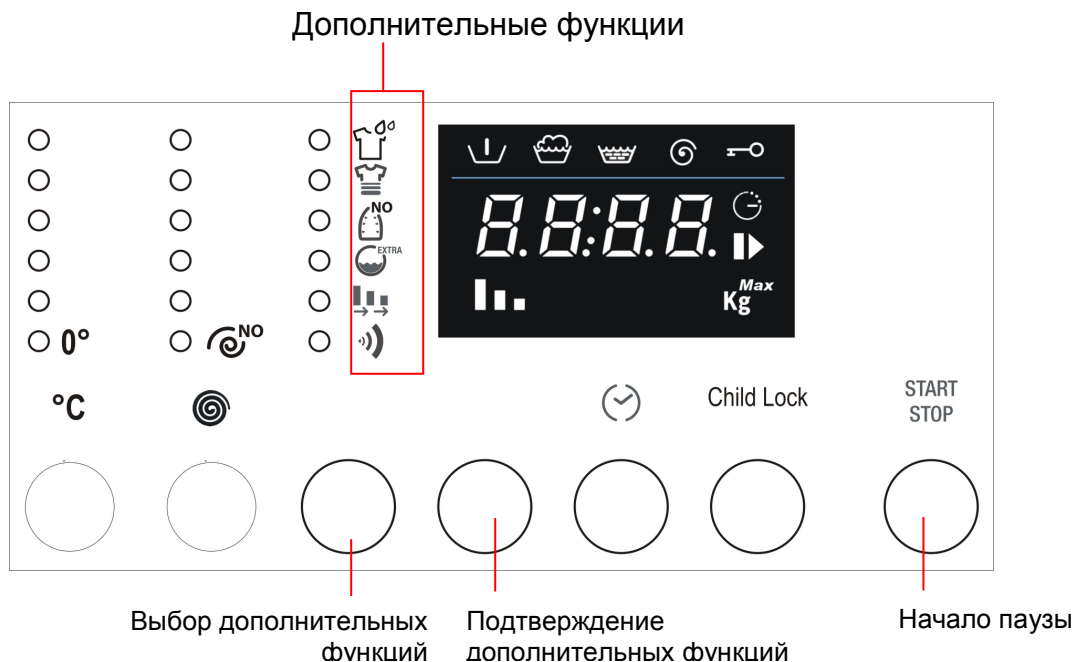 Дополнительные функции
NO
EXTRA
8.8:8.8.
Max
Kg
0°
NO
°C
Child Lock
START
STOP
Выбор дополнительных
функций
Подтверждение
дополнительных функций
Начало паузы